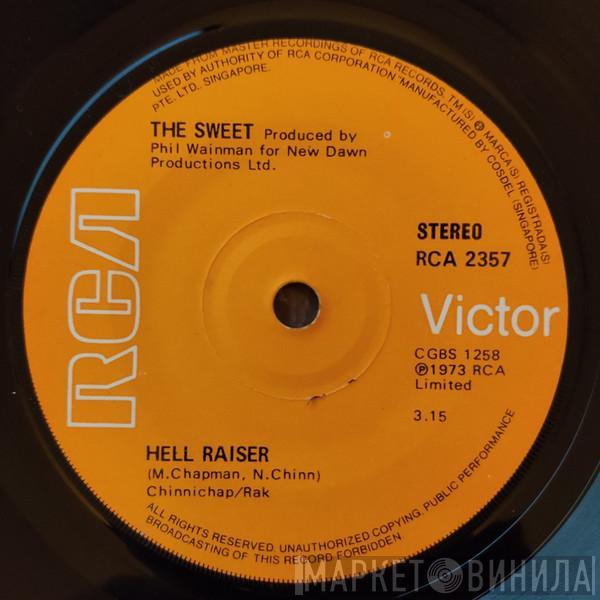 MADE FROM MASTER RECORDINGS OF RCA RECORDS. TM(S)® MARCA(S) REGISTRADA(S)
USED BY AUTHORITY OF RCA CORPORATION "MANUFACTURED BY COSDEL (SINGAPORE)
PTE. LTD., SINGAPORE.
THE SWEET Produced by
Phil Wainman for New Dawn
Productions Ltd.
STEREO
RCA 2357
RCA
Victor
CGBS 1258
℗1973 RCA
Limited
3.15
HELL RAISER
(M.Chapman, N.Chinn)
Chinnichap/Rak
ALL RIGHTS RESERVED. UNAUTHORIZED COPYING, PUBLIC PERFORMANCE
BROADCASTING OF THIS RECORD FORBIDDEN
МАРКЕТ ВИНИЛА